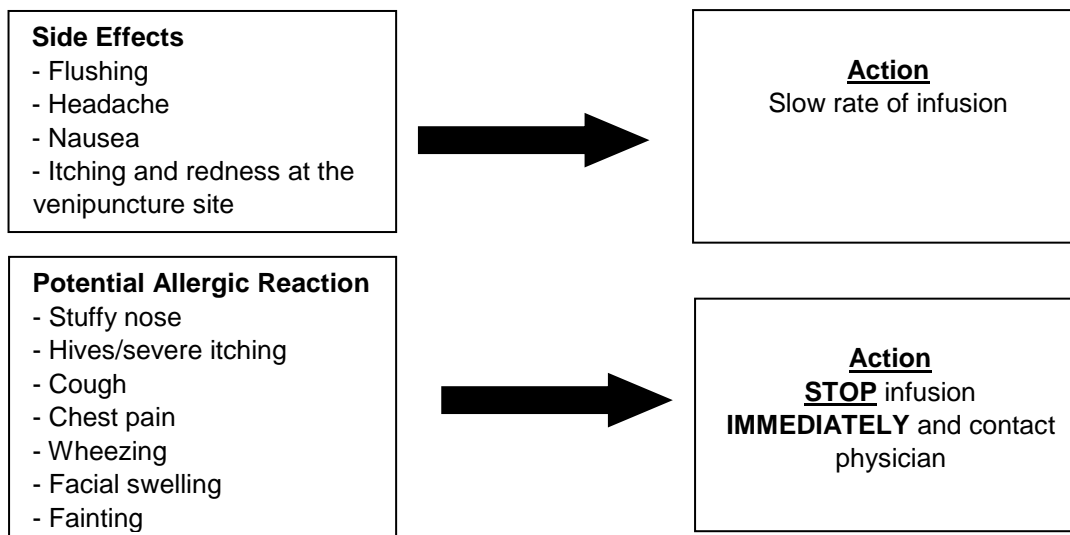 Side Effects
- Flushing
- Headache
- Nausea
- Itching and redness at the
venipuncture site
Action
Slow rate of infusion
Potential Allergic Reaction
- Stuffy nose
- Hives/severe itching
- Cough
- Chest pain
- Wheezing
- Facial swelling
- Fainting
Action
STOP infusion
IMMEDIATELY and contact
physician